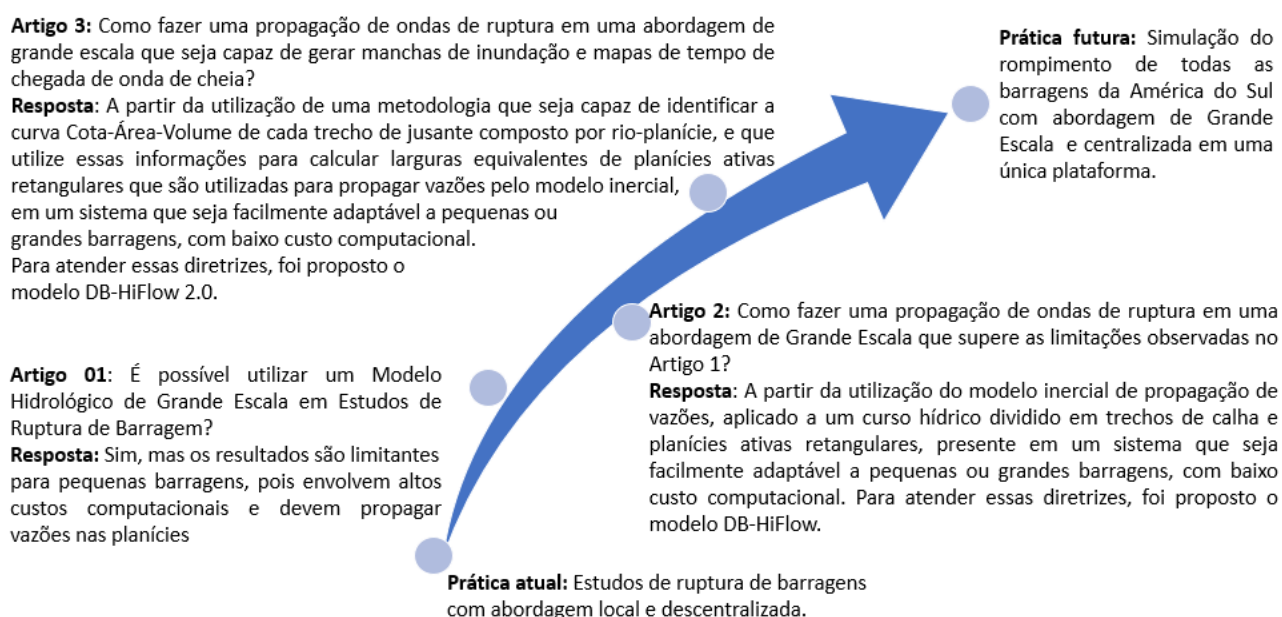 Artigo 3: Como fazer uma propagação de ondas de ruptura em uma abordagem de
grande escala que seja capaz de gerar manchas de inundação e mapas de tempo de
chegada de onda de cheia?
Resposta: A partir da utilização de uma metodologia que seja capaz de identificar a
curva Cota-Área-Volume de cada trecho de jusante composto por rio-planície, e que
utilize essas informações para calcular larguras equivalentes de planícies ativas
retangulares que são utilizadas para propagar vazões pelo modelo inercial,
em um sistema que seja facilmente adaptável a pequenas ou
grandes barragens, com baixo custo computacional.
Para atender essas diretrizes, foi proposto o
modelo DB-HiFlow 2.0.
Prática futura: Simulação do
rompimento de todas as
barragens da América do Sul
com abordagem de Grande
Escala e centralizada em uma
única plataforma.
Artigo 2: Como fazer uma propagação de ondas de ruptura em uma
abordagem de Grande Escala que supere as limitações observadas no
Artigo 1?
Resposta: A partir da utilização do modelo inercial de propagação de
vazões, aplicado a um curso hídrico dividido em trechos de calha e
planícies ativas retangulares, presente em um sistema que seja
facilmente adaptável a pequenas ou grandes barragens, com baixo
custo computacional. Para atender essas diretrizes, foi proposto o
modelo DB-HiFlow.
Artigo 01: É possível utilizar um Modelo
Hidrológico de Grande Escala em Estudos de
Ruptura de Barragem?
Resposta: Sim, mas os resultados são limitantes
para pequenas barragens, pois envolvem altos
custos computacionais e devem propagar
vazões nas planícies
Prática atual: Estudos de ruptura de barragens
com abordagem local e descentralizada.